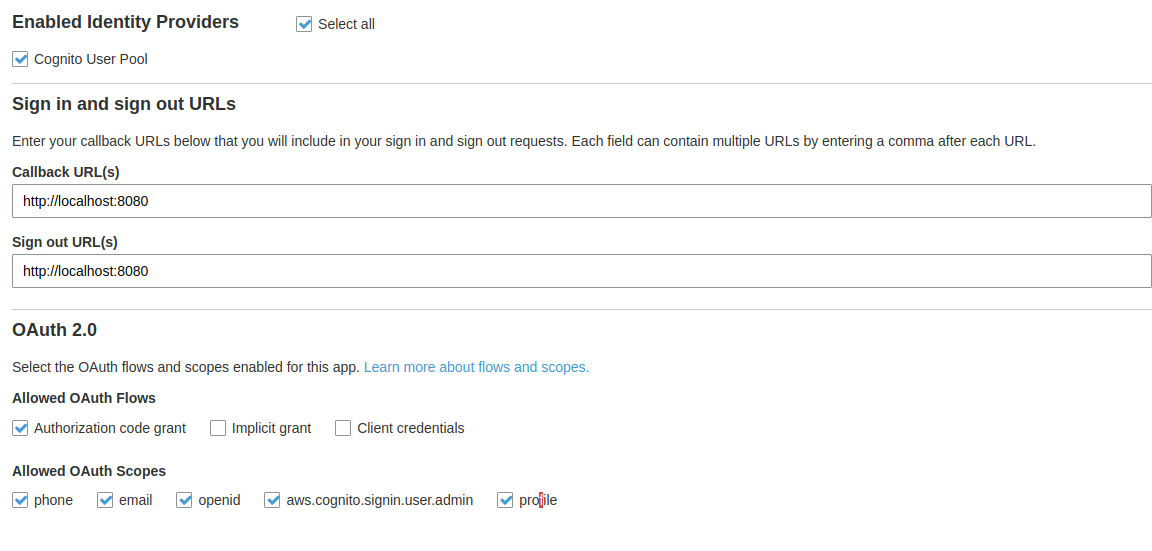 Enabled Identity Providers Select all
Cognito User Pool
Sign in and sign out URLs
Enter your callback URLs below that you will include in your sign in and sign out requests. Each field can contain multiple URLs by entering a comma after each URL.
Callback URL(s)
http://localhost:8080
Sign out URL(s)
http://localhost:8080
OAuth 2.0
Select the OAuth flows and scopes enabled for this app. Learn more about flows and scopes.
Allowed OAuth Flows
Authorization code grant Implicit grant Client credentials
Allowed OAuth Scopes
phone email openid aws.cognito.signin.user.admin profile